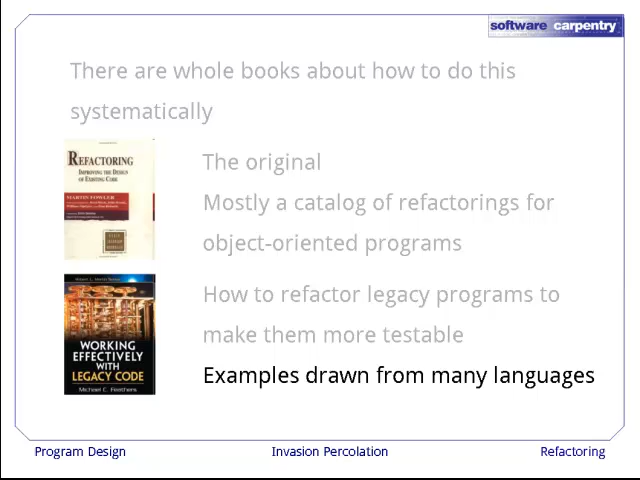 software carpentry
There are whole books about how to do this
systematically
REFACTORING
IMPROVING THE DESIGN
OF EXISTING CODE
MARTIN FOWLER
The original
Mostly a catalog of refactorings for
object-oriented programs
WORKING
EFFECTIVELY
WITH
LEGACY CODE
Michael C. Feathers
How to refactor legacy programs to
make them more testable
Examples drawn from many languages
Program Design
Invasion Percolation
Refactoring